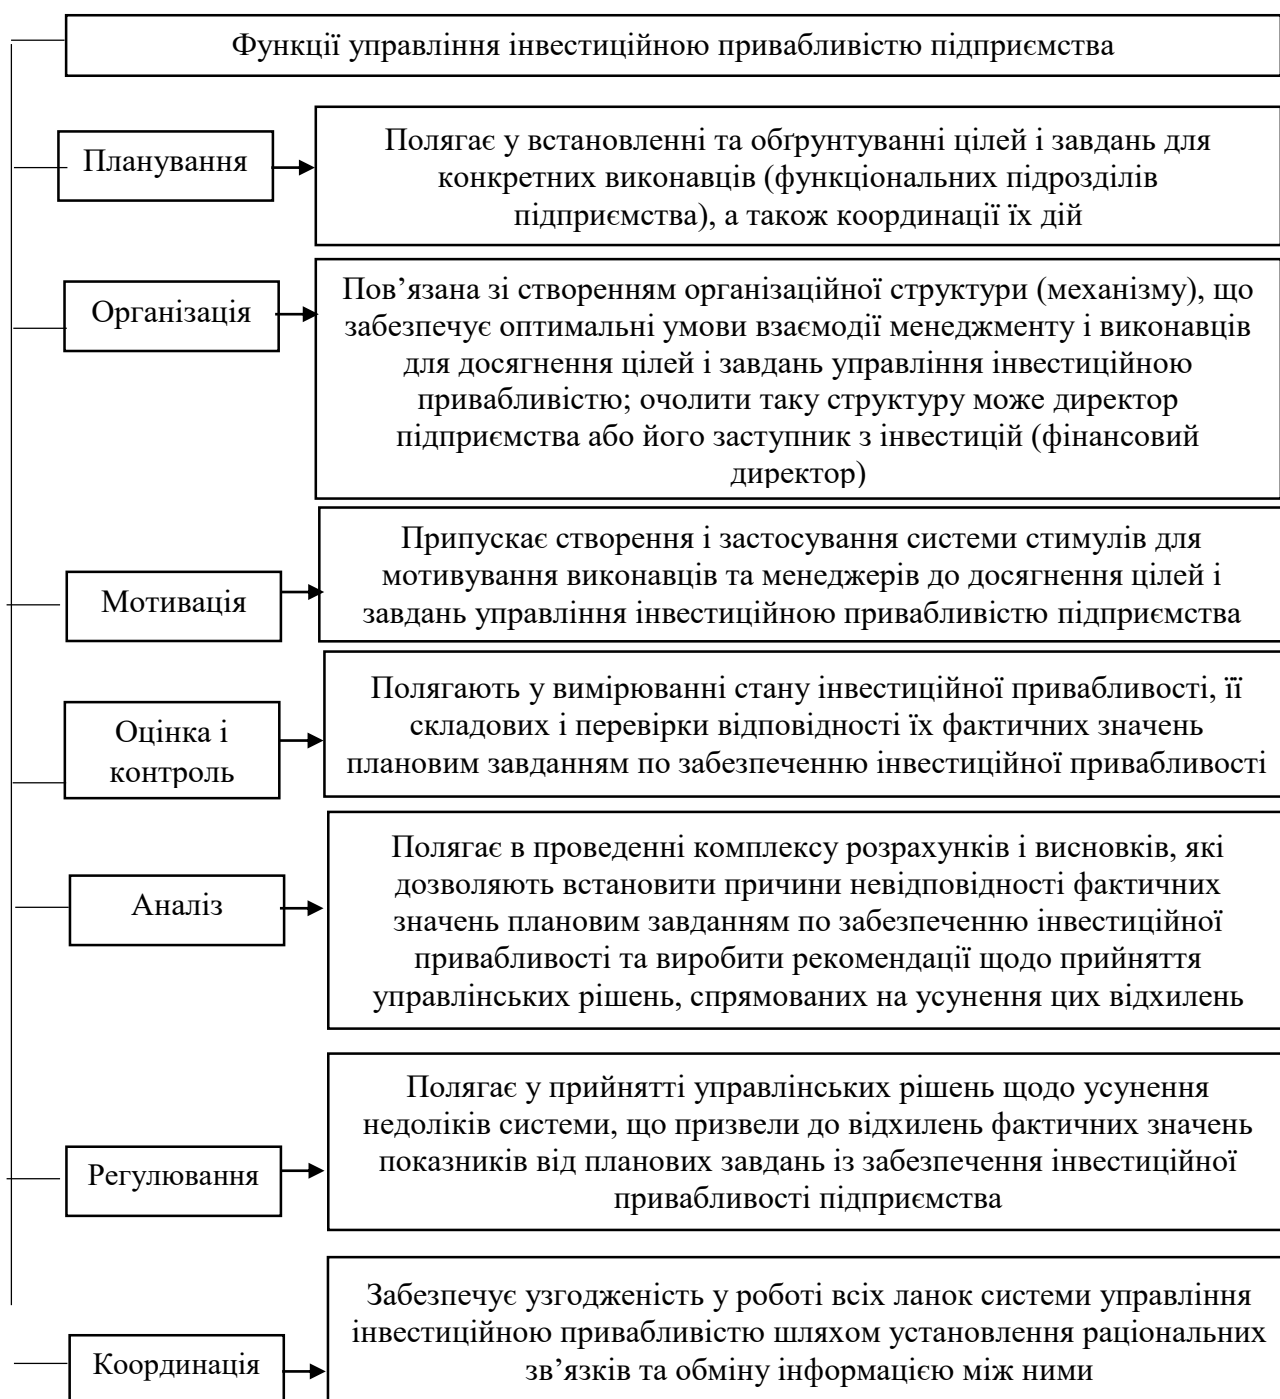 Функції управління інвестиційною привабливістю підприємства
Планування
Полягає у встановленні та обґрунтуванні цілей і завдань для
конкретних виконавців (функціональних підрозділів
підприємства), а також координації їх дій
Організація
Пов’язана зі створенням організаційної структури (механізму), що
забезпечує оптимальні умови взаємодії менеджменту і виконавців
для досягнення цілей і завдань управління інвестиційною
привабливістю; очолити таку структуру може директор
підприємства або його заступник з інвестицій (фінансовий
директор)
Мотивація
Припускає створення і застосування системи стимулів для
мотивування виконавців та менеджерів до досягнення цілей і
завдань управління інвестиційною привабливістю підприємства
Оцінка і
контроль
Полягають у вимірюванні стану інвестиційної привабливості, її
складових і перевірки відповідності їх фактичних значень
плановим завданням по забезпеченню інвестиційної привабливості
Аналіз
Полягає в проведенні комплексу розрахунків і висновків, які
дозволяють встановити причини невідповідності фактичних
значень плановим завданням по забезпеченню інвестиційної
привабливості та виробити рекомендації щодо прийняття
управлінських рішень, спрямованих на усунення цих відхилень
Регулювання
Полягає у прийнятті управлінських рішень щодо усунення
недоліків системи, що призвели до відхилень фактичних значень
показників від планових завдань із забезпечення інвестиційної
привабливості підприємства
Координація
Забезпечує узгодженість у роботі всіх ланок системи управління
інвестиційною привабливістю шляхом установлення раціональних
зв’язків та обміну інформацією між ними